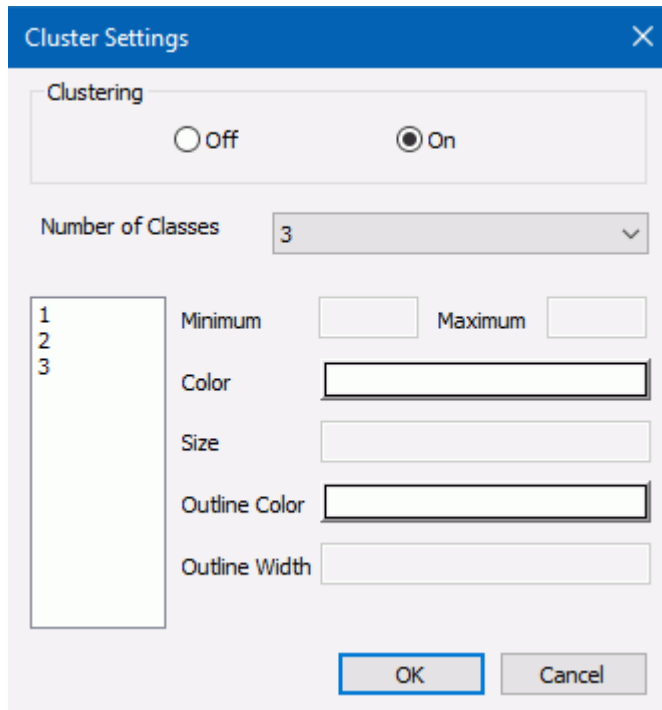 Cluster Settings
Clustering
Off On
Number of Classes 3
1
2
3
Minimum Maximum
Color
Size
Outline Color
Outline Width
OK Cancel